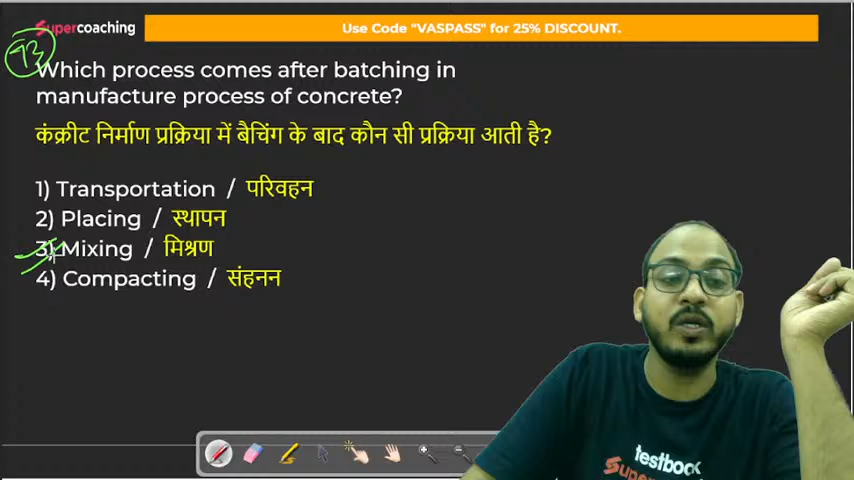 Supercoaching
Use Code "VASPASS" for 25% DISCOUNT.
93
Which process comes after batching in
manufacture process of concrete?
कंक्रीट निर्माण प्रक्रिया में बैचिंग के बाद कौन सी प्रक्रिया आती है?
1) Transportation / परिवहन
2) Placing / स्थापन
3) Mixing / मिश्रण
4) Compacting / संहनन
testbook